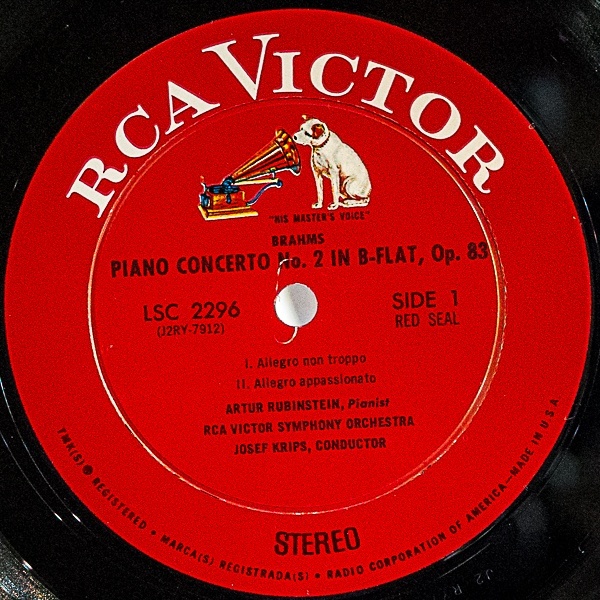 RCA VICTOR
"HIS MASTER'S VOICE"
BRAHMS
PIANO CONCERTO No. 2 IN B-FLAT, Op. 83
LSC 2296
(J2RY-7912)
SIDE 1
RED SEAL
I. Allegro non troppo
II. Allegro appassionato
ARTUR RUBINSTEIN, Pianist
RCA VICTOR SYMPHONY ORCHESTRA
JOSEF KRIPS, CONDUCTOR
STEREO
TMK(S) ® REGISTERED • MARCA(S) REGISTRADA(S) • RADIO CORPORATION OF AMERICA—MADE IN U.S.A.